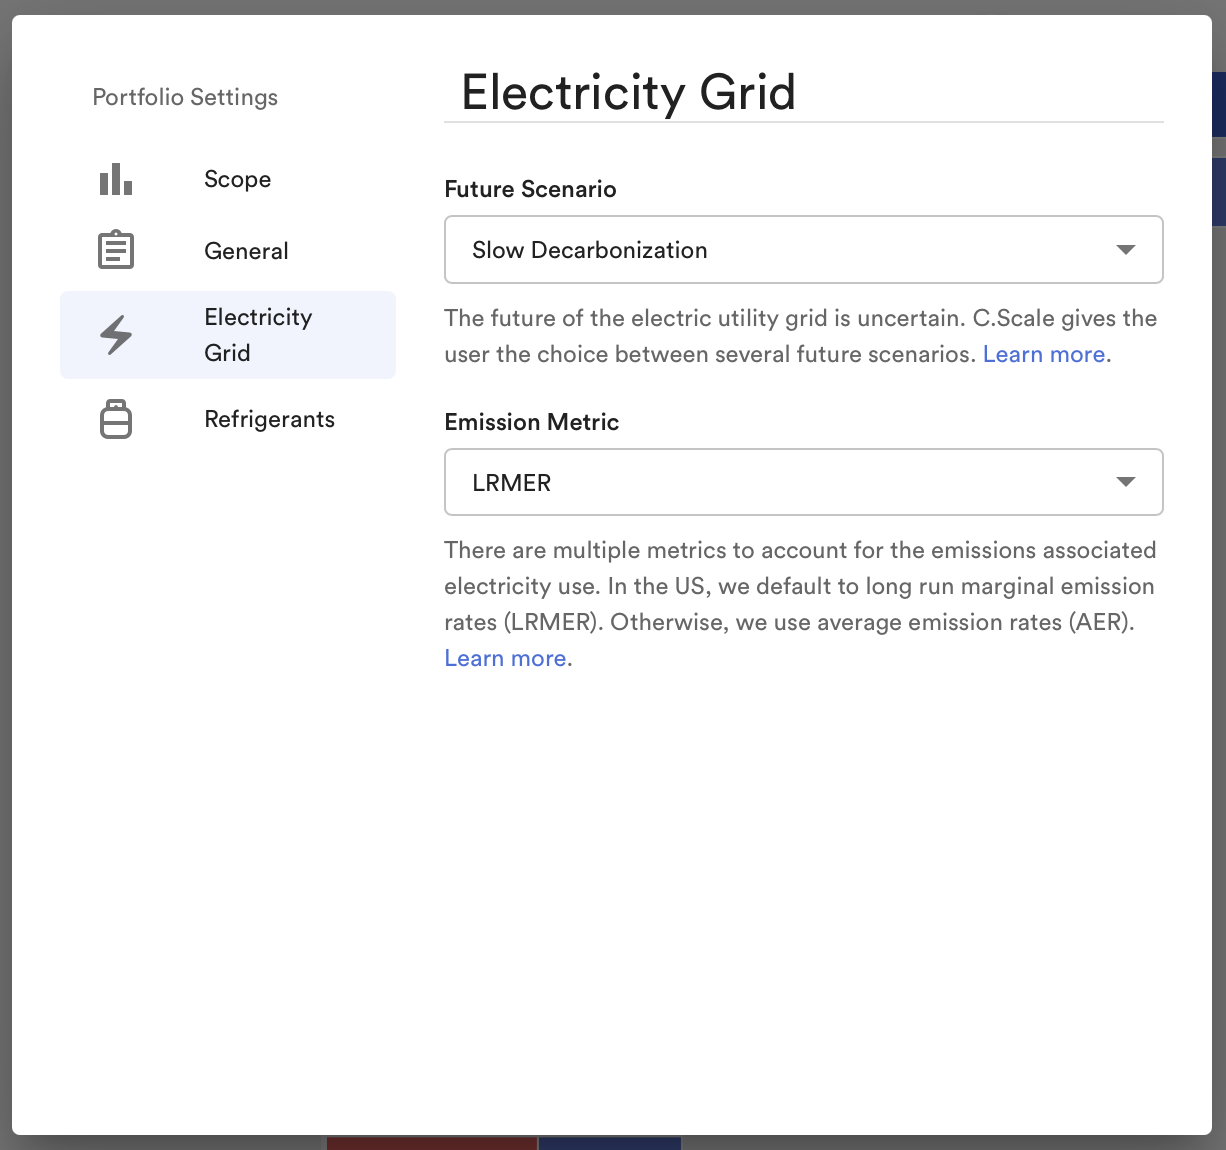 Portfolio Settings
Scope
General
Electricity
Grid
Refrigerants
Electricity Grid
Future Scenario
Slow Decarbonization
The future of the electric utility grid is uncertain. C.Scale gives the
user the choice between several future scenarios. Learn more.
Emission Metric
LRMER
There are multiple metrics to account for the emissions associated
electricity use. In the US, we default to long run marginal emission
rates (LRMER). Otherwise, we use average emission rates (AER).
Learn more.